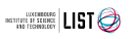 LUXEMBOURG
INSTITUTE OF SCIENCE
AND TECHNOLOGY
LIST